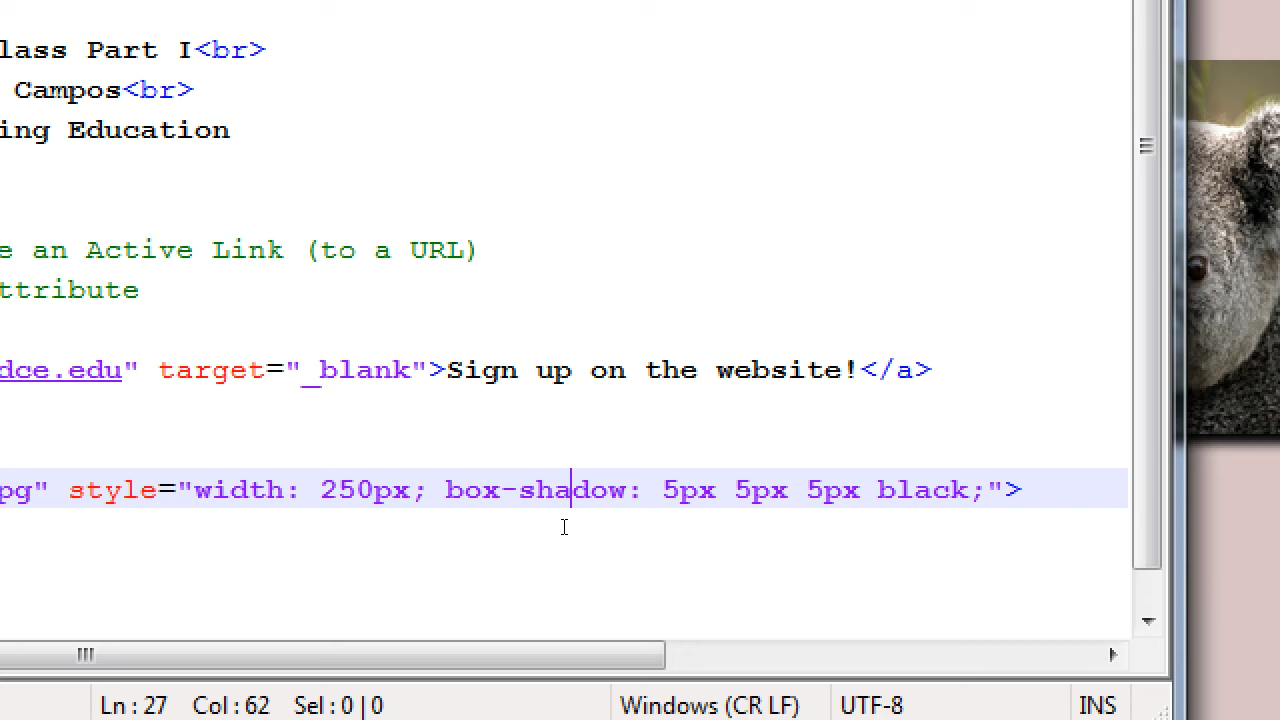 lass Part I<br>
Campos<br>
ing Education
e an Active Link (to a URL)
ttribute
dce.edu" target="_blank">Sign up on the website!</a>
pg" style="width: 250px; box-shadow: 5px 5px 5px black;">
Ln : 27 Col : 62 Sel : 0 | 0 Windows (CR LF) UTF-8 INS